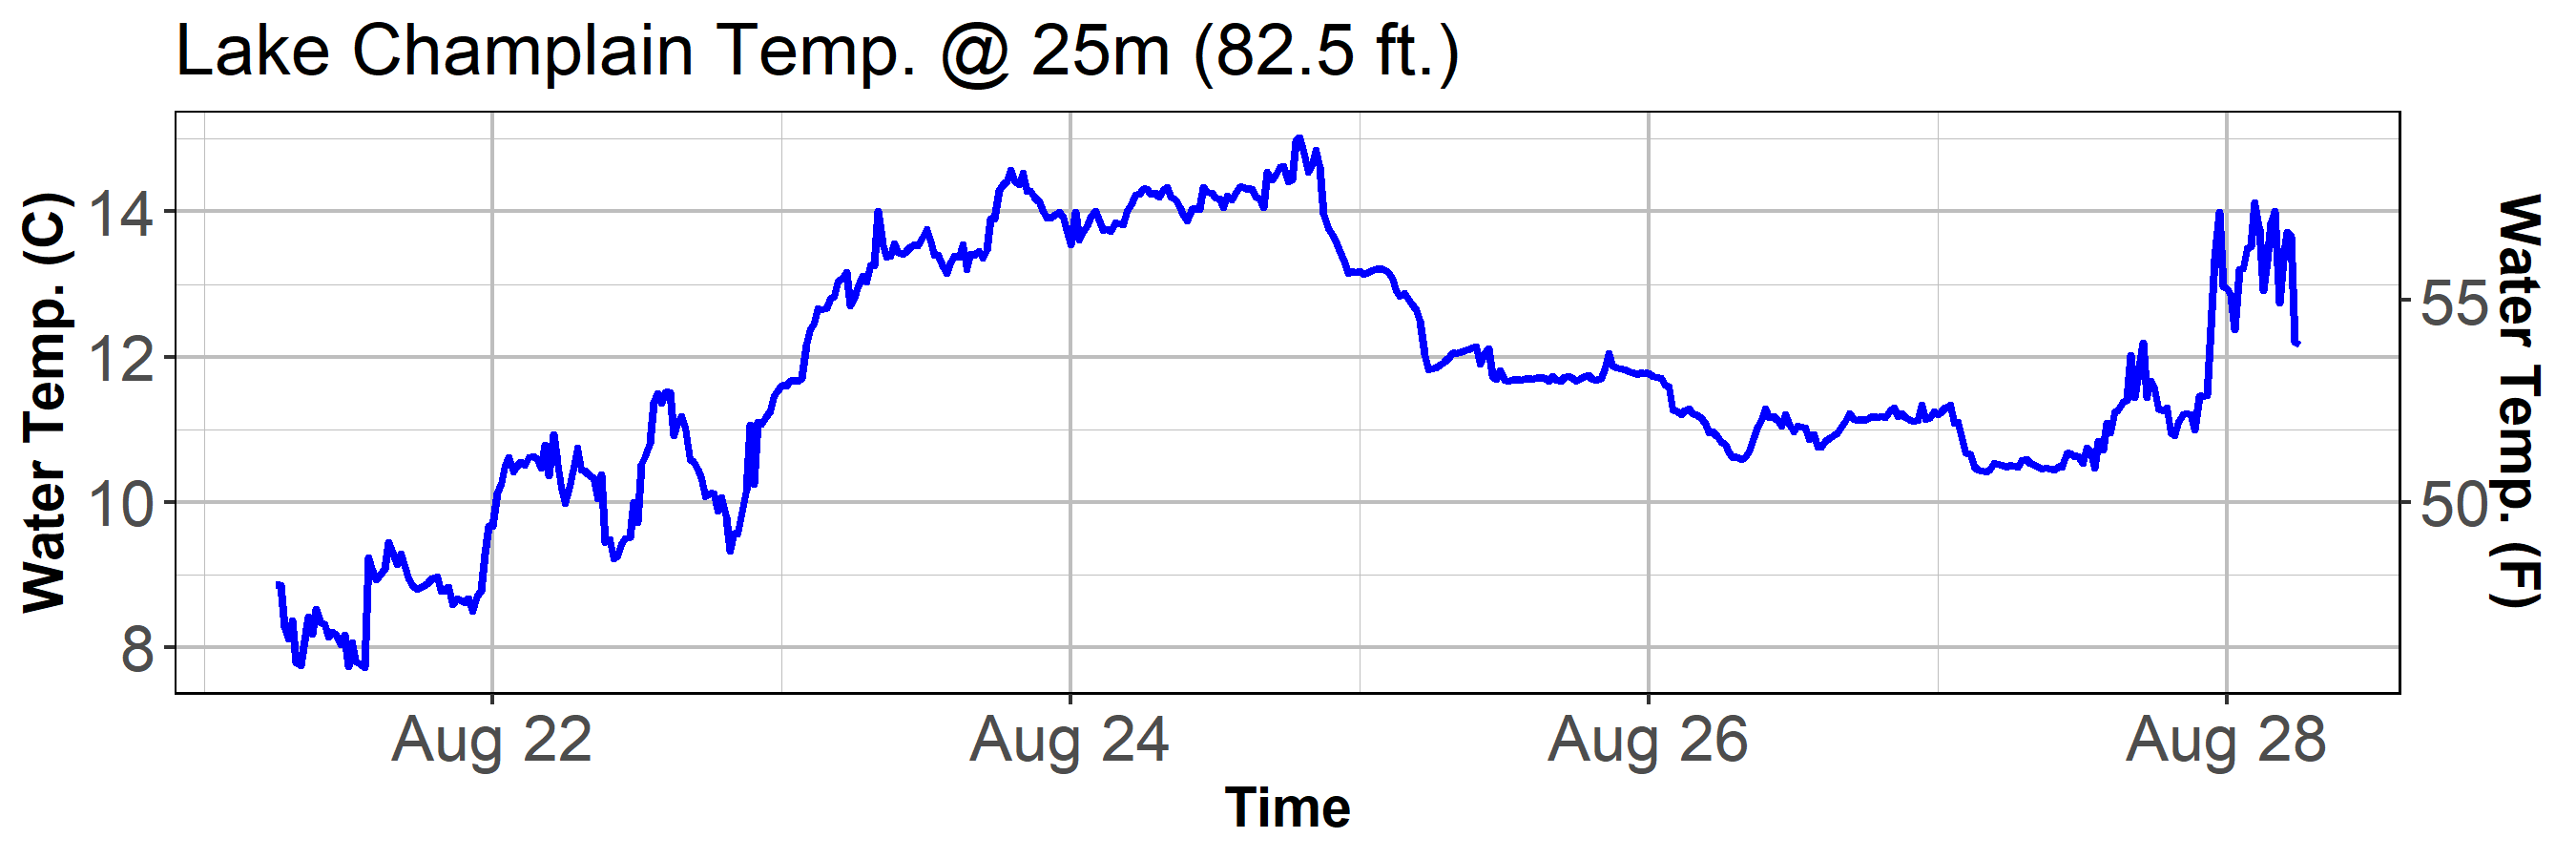 Lake Champlain Temp. @ 25m (82.5 ft.)
Water Temp. (C)
14
12
10
8
55
50
Water Temp. (F)
Aug 22
Aug 24
Aug 26
Aug 28
Time